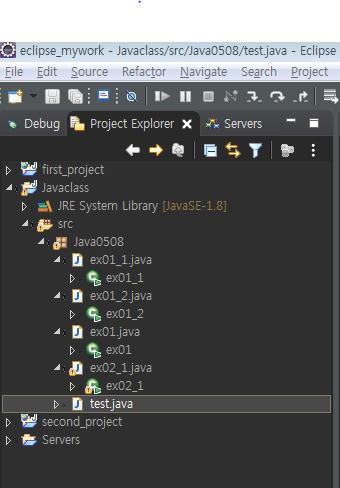 eclipse_mywork - Javaclass/src/Java0508/test.java - Eclipse
File Edit Source Refactor Navigate Search Project
Debug Project Explorer Servers
first_project
Javaclass
JRE System Library [JavaSE-1.8]
src
Java0508
ex01_1.java
ex01_1
ex01_2.java
ex01_2
ex01.java
ex01
ex02_1.java
ex02_1
test.java
second_project
Servers